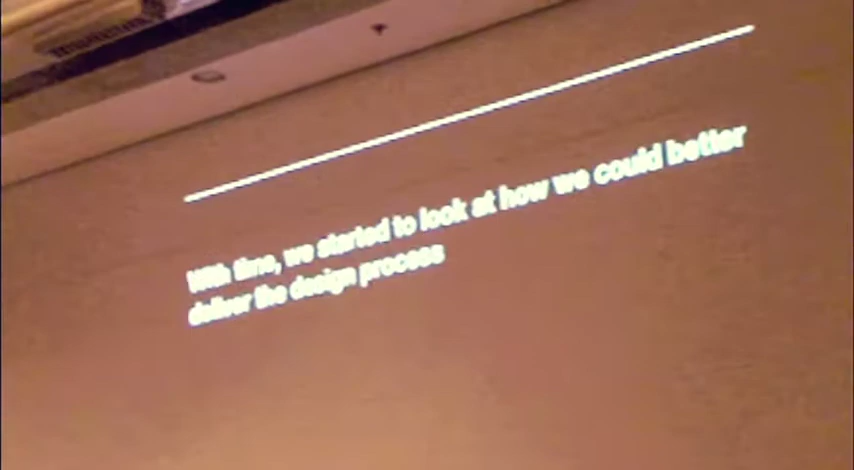 With time, we started to look at how we could better
deliver the design process